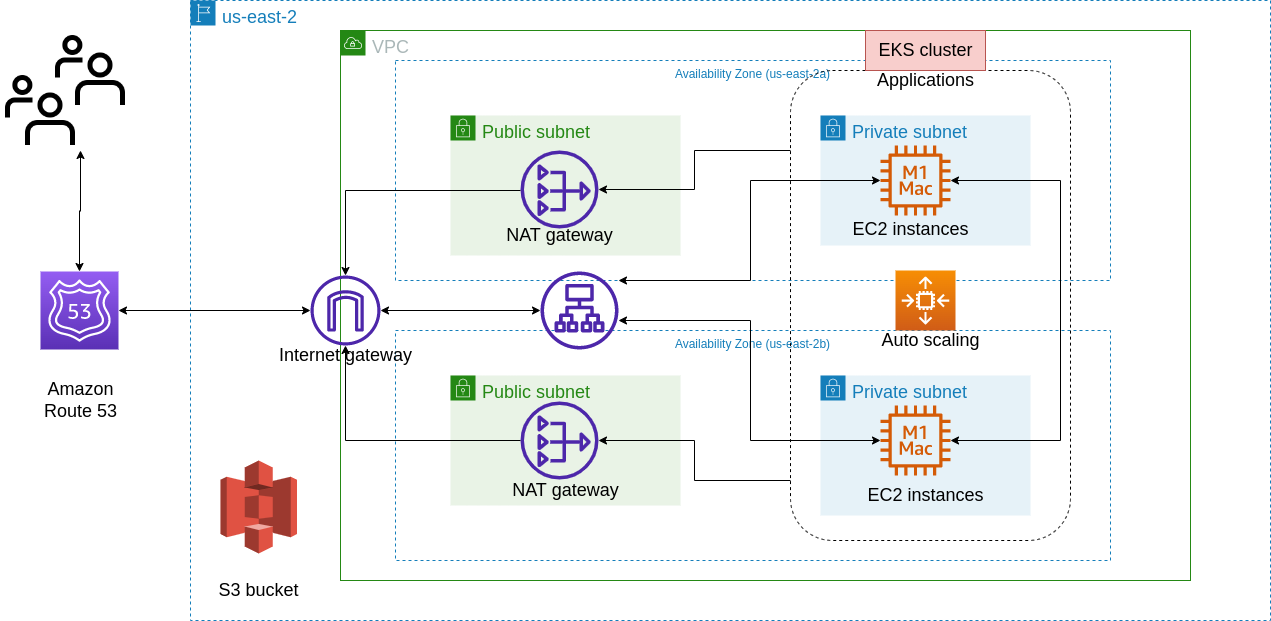 us-east-2
VPC
EKS cluster
Applications
Availability Zone (us-east-2a)
Public subnet
NAT gateway
Private subnet
M1
Mac
EC2 instances
53
Amazon
Route 53
Internet gateway
Auto scaling
Availability Zone (us-east-2b)
Public subnet
NAT gateway
Private subnet
M1
Mac
EC2 instances
S3 bucket